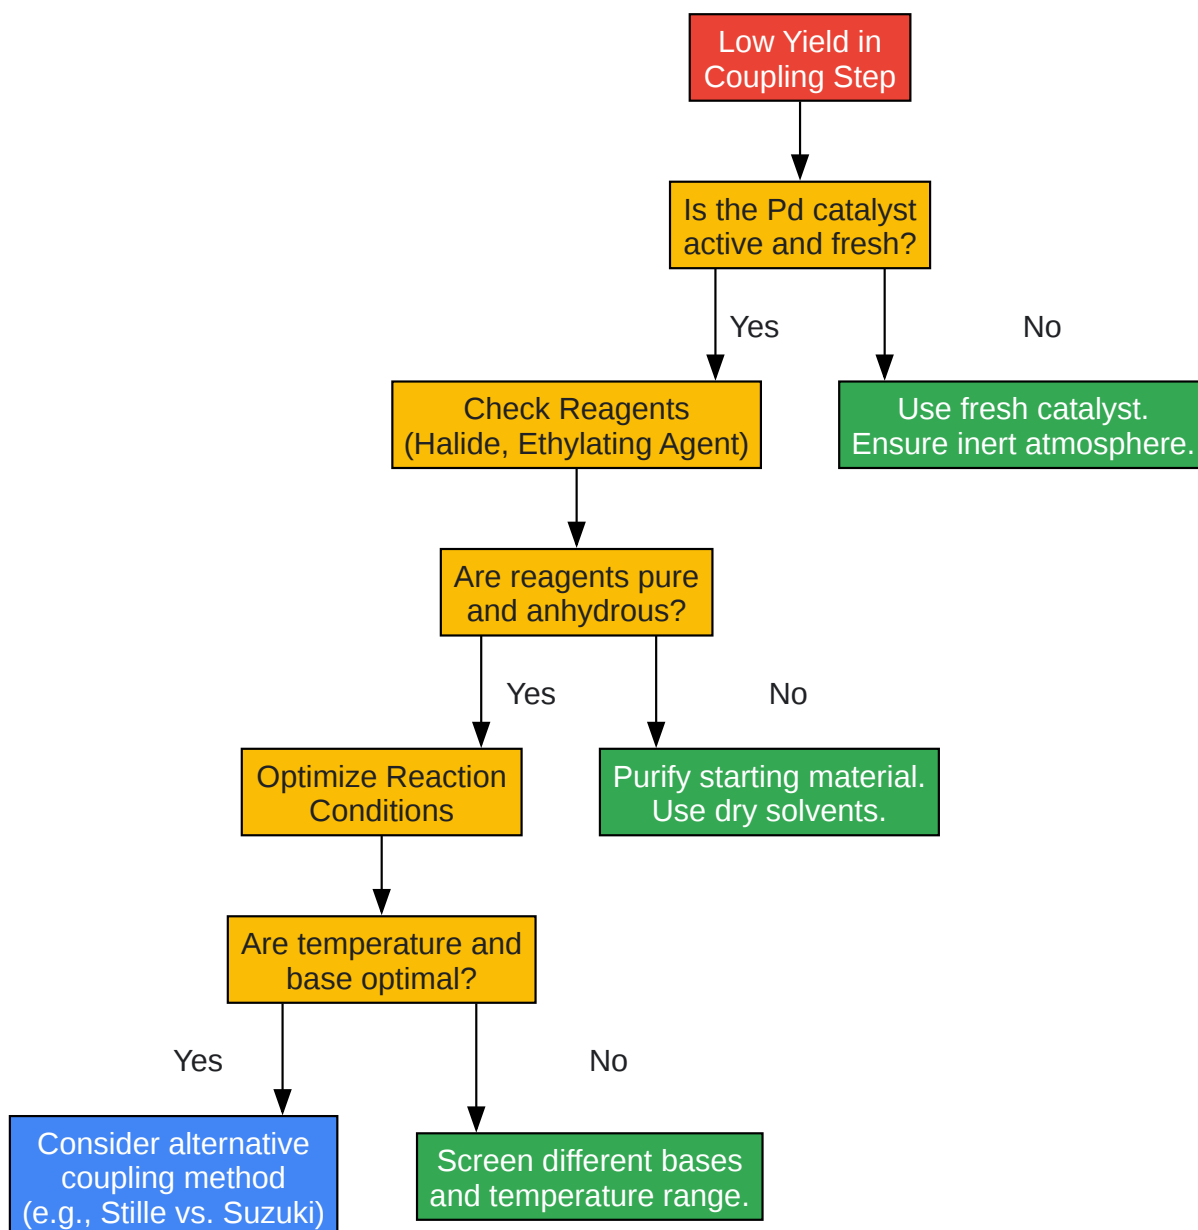 Low Yield in
Coupling Step
Is the Pd catalyst
active and fresh?
Yes
No
Check Reagents
(Halide, Ethylating Agent)
Use fresh catalyst.
Ensure inert atmosphere.
Are reagents pure
and anhydrous?
Yes
No
Optimize Reaction
Conditions
Purify starting material.
Use dry solvents.
Are temperature and
base optimal?
Yes
No
Consider alternative
coupling method
(e.g., Stille vs. Suzuki)
Screen different bases
and temperature range.